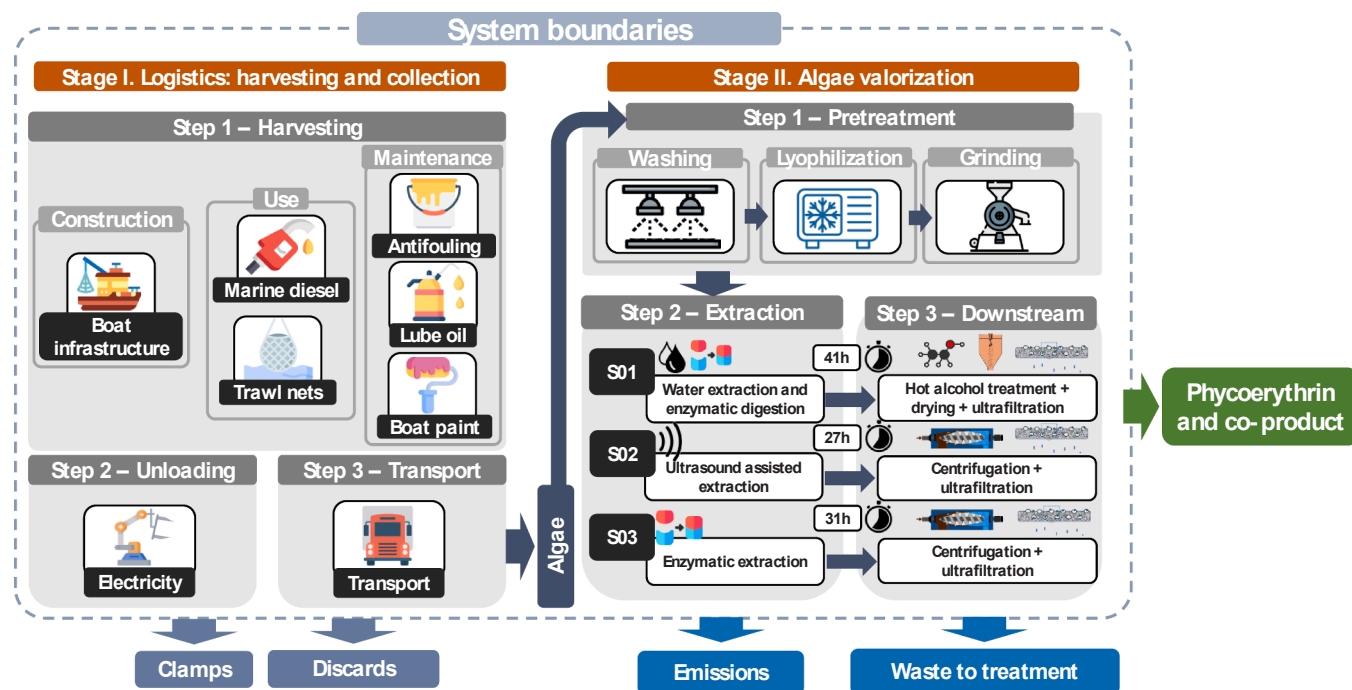 System boundaries
Stage I. Logistics: harvesting and collection
Step 1 – Harvesting
Construction
Boat
infrastructure
Use
Marine diesel
Trawl nets
Maintenance
Antifouling
Lube oil
Boat paint
Step 2 – Unloading
Electricity
Step 3 – Transport
Transport
Algae
Stage II. Algae valorization
Step 1 – Pretreatment
Washing
Lyophilization
Grinding
Step 2 – Extraction
Step 3 – Downstream
S01
41h
Water extraction and
enzymatic digestion
Hot alcohol treatment +
drying + ultrafiltration
S02
27h
Ultrasound assisted
extraction
Centrifugation +
ultrafiltration
S03
31h
Enzymatic extraction
Centrifugation +
ultrafiltration
Phycoerythrin
and co- product
Clamps
Discards
Emissions
Waste to treatment